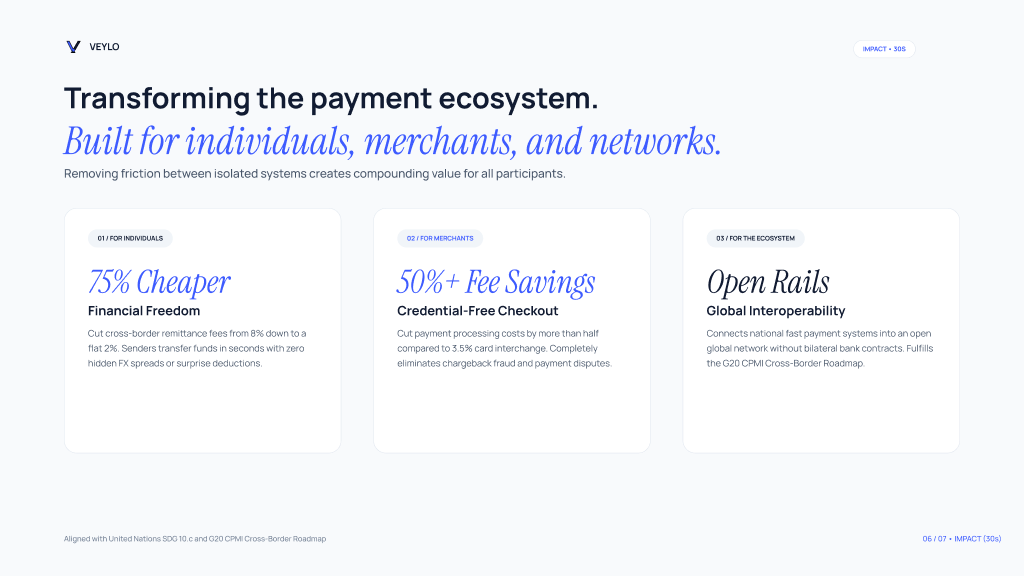 VEYLO
IMPACT • 30S
Transforming the payment ecosystem.
Built for individuals, merchants, and networks.
Removing friction between isolated systems creates compounding value for all participants.
01 / FOR INDIVIDUALS
75% Cheaper
Financial Freedom
Cut cross-border remittance fees from 8% down to a
flat 2%. Senders transfer funds in seconds with zero
hidden FX spreads or surprise deductions.
02 / FOR MERCHANTS
50%+ Fee Savings
Credential-Free Checkout
Cut payment processing costs by more than half
compared to 3.5% card interchange. Completely
eliminates chargeback fraud and payment disputes.
03 / FOR THE ECOSYSTEM
Open Rails
Global Interoperability
Connects national fast payment systems into an open
global network without bilateral bank contracts. Fulfills
the G20 CPMI Cross-Border Roadmap.
Aligned with United Nations SDG 10.c and G20 CPMI Cross-Border Roadmap
06 / 07 • IMPACT (30s)